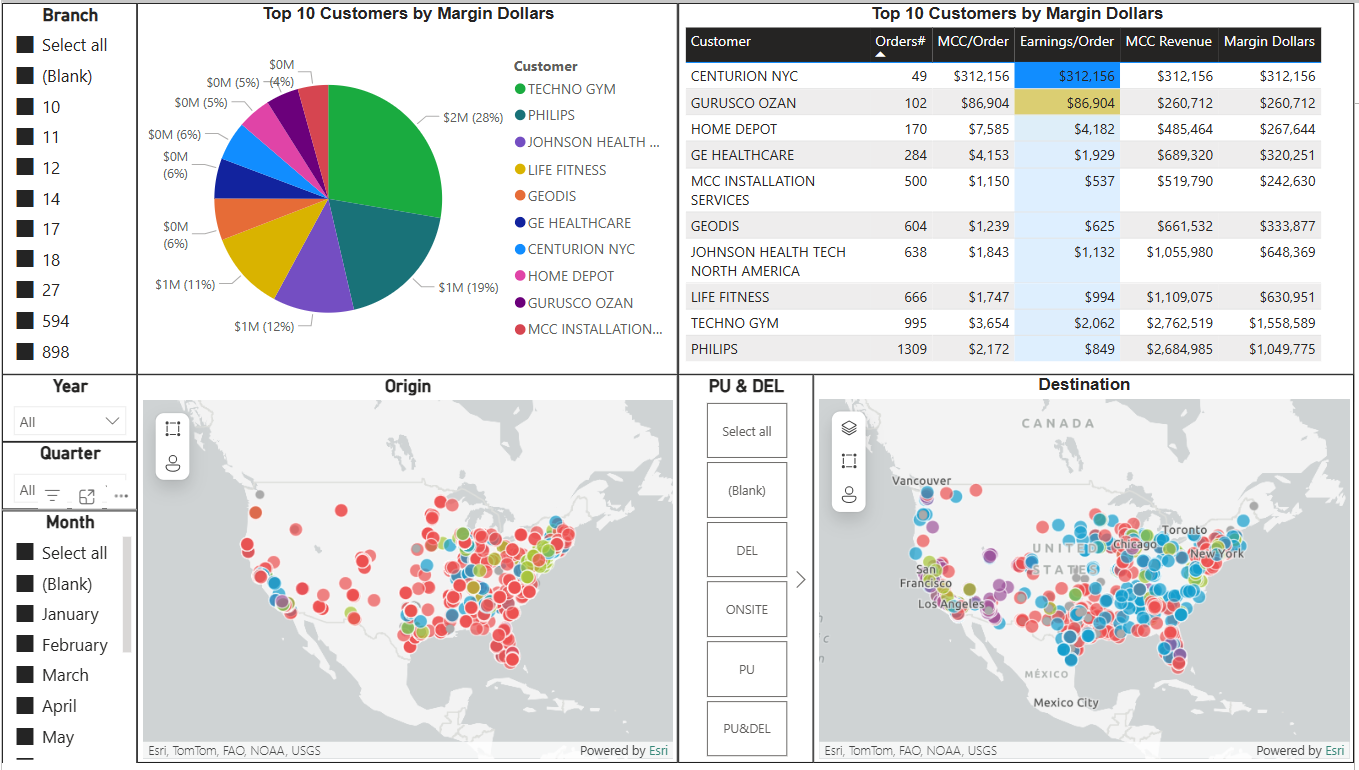 Branch
Select all
(Blank)
10
11
12
14
17
18
27
594
898
Top 10 Customers by Margin Dollars
$0M
(4%)
$0M (5%)
$0M (5%)
$0M (6%)
$0M
(6%)
$0M
(6%)
$1M (11%)
$1M (12%)
$1M (19%)
$2M (28%)
Customer
TECHNO GYM
PHILIPS
JOHNSON HEALTH ...
LIFE FITNESS
GEODIS
GE HEALTHCARE
CENTURION NYC
HOME DEPOT
GURUSCO OZAN
MCC INSTALLATION...
Top 10 Customers by Margin Dollars
Customer Orders# MCC/Order Earnings/Order MCC Revenue Margin Dollars
CENTURION NYC 49 $312,156 $312,156 $312,156 $312,156
GURUSCO OZAN 102 $86,904 $86,904 $260,712 $260,712
HOME DEPOT 170 $7,585 $4,182 $485,464 $267,644
GE HEALTHCARE 284 $4,153 $1,929 $689,320 $320,251
MCC INSTALLATION 500 $1,150 $537 $519,790 $242,630
SERVICES
GEODIS 604 $1,239 $625 $661,532 $333,877
JOHNSON HEALTH TECH 638 $1,843 $1,132 $1,055,980 $648,369
NORTH AMERICA
LIFE FITNESS 666 $1,747 $994 $1,109,075 $630,951
TECHNO GYM 995 $3,654 $2,062 $2,762,519 $1,558,589
PHILIPS 1309 $2,172 $849 $2,684,985 $1,049,775
Year
All
Quarter
All
Month
Select all
(Blank)
January
February
March
April
May
Origin
Esri, TomTom, FAO, NOAA, USGS
Powered by Esri
PU & DEL
Select all
(Blank)
DEL
ONSITE
PU
PU&DEL
Destination
CANADA
Vancouver
Toronto
Chicago
New York
UNITED
STATES
San
Francisco
Los Angeles
MÉXICO
Mexico City
Esri, TomTom, FAO, NOAA, USGS
Powered by Esri